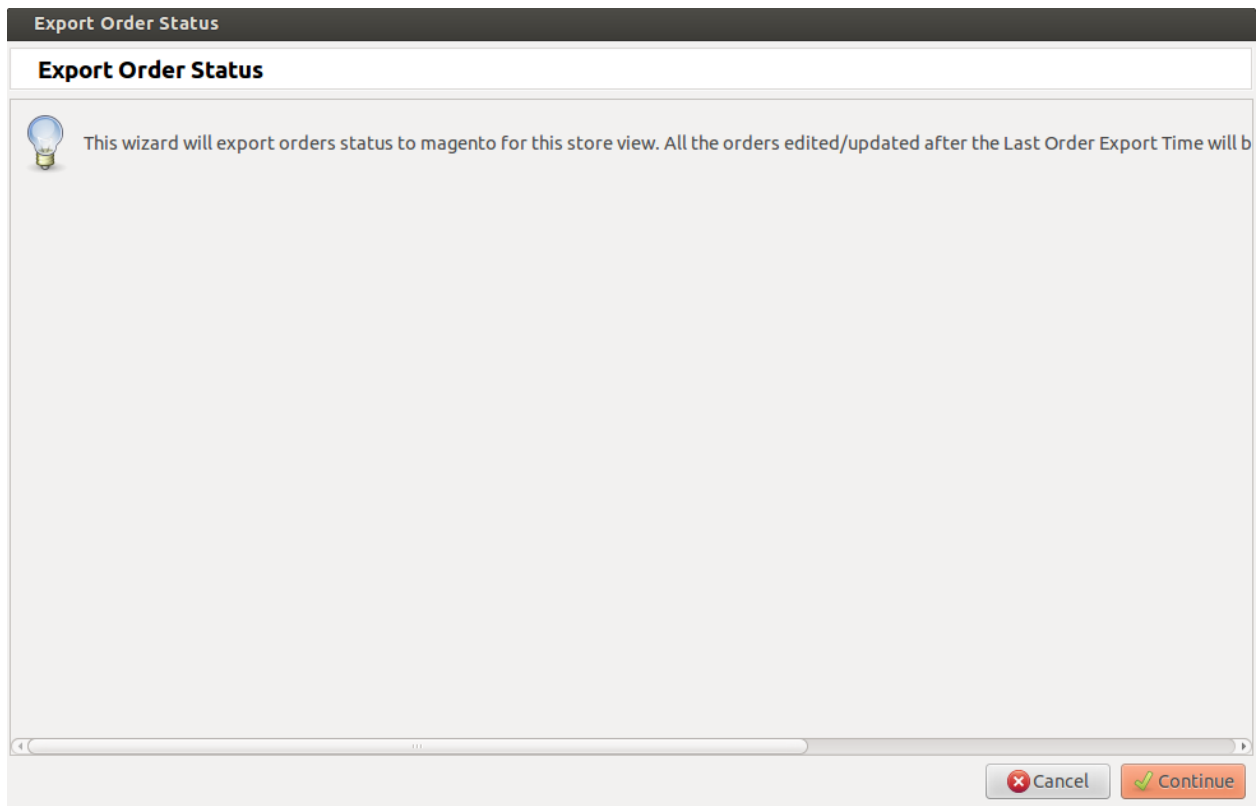 Export Order Status
Export Order Status
This wizard will export orders status to magento for this store view. All the orders edited/updated after the Last Order Export Time will b
Cancel
Continue